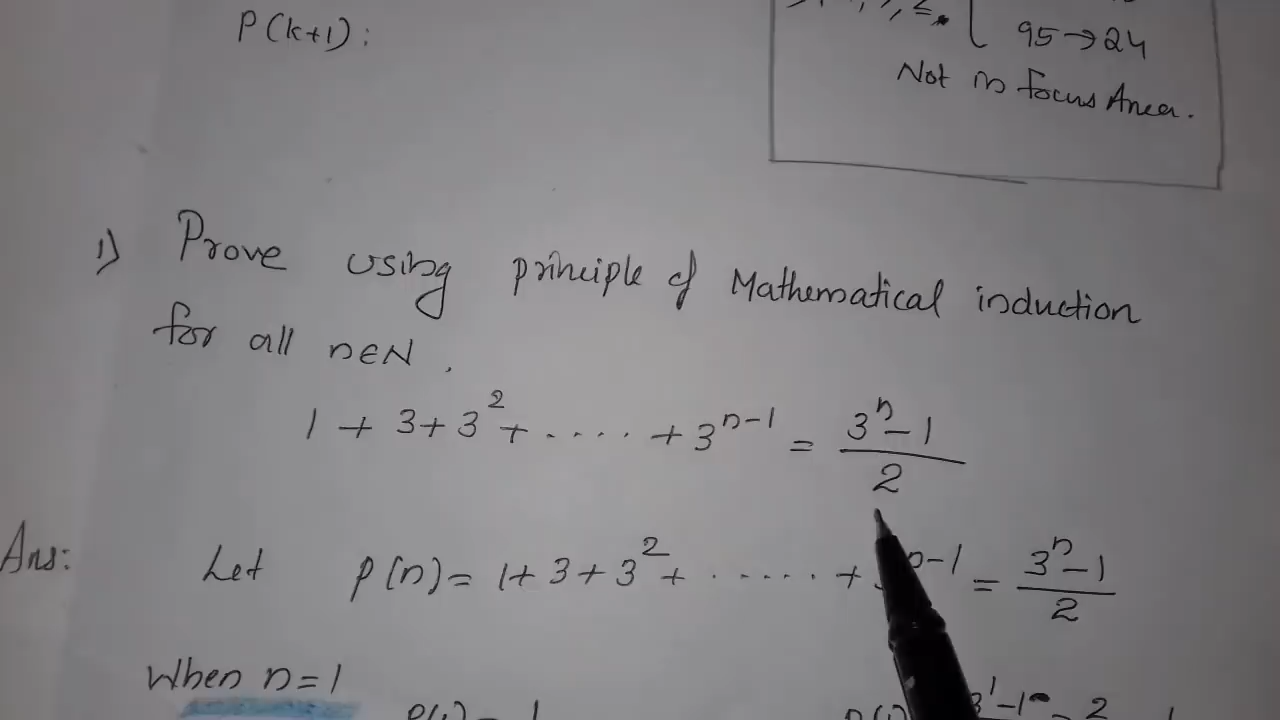 P(k+1):
95→24
Not in focus Area.
1) Prove using principle of Mathematical induction
for all n∈N.
1 + 3 + 3² + ..... + 3ⁿ⁻¹ = (3ⁿ - 1)/2
Ans: Let P(n) = 1 + 3 + 3² + ...... + 3ⁿ⁻¹ = (3ⁿ - 1)/2
When n=1